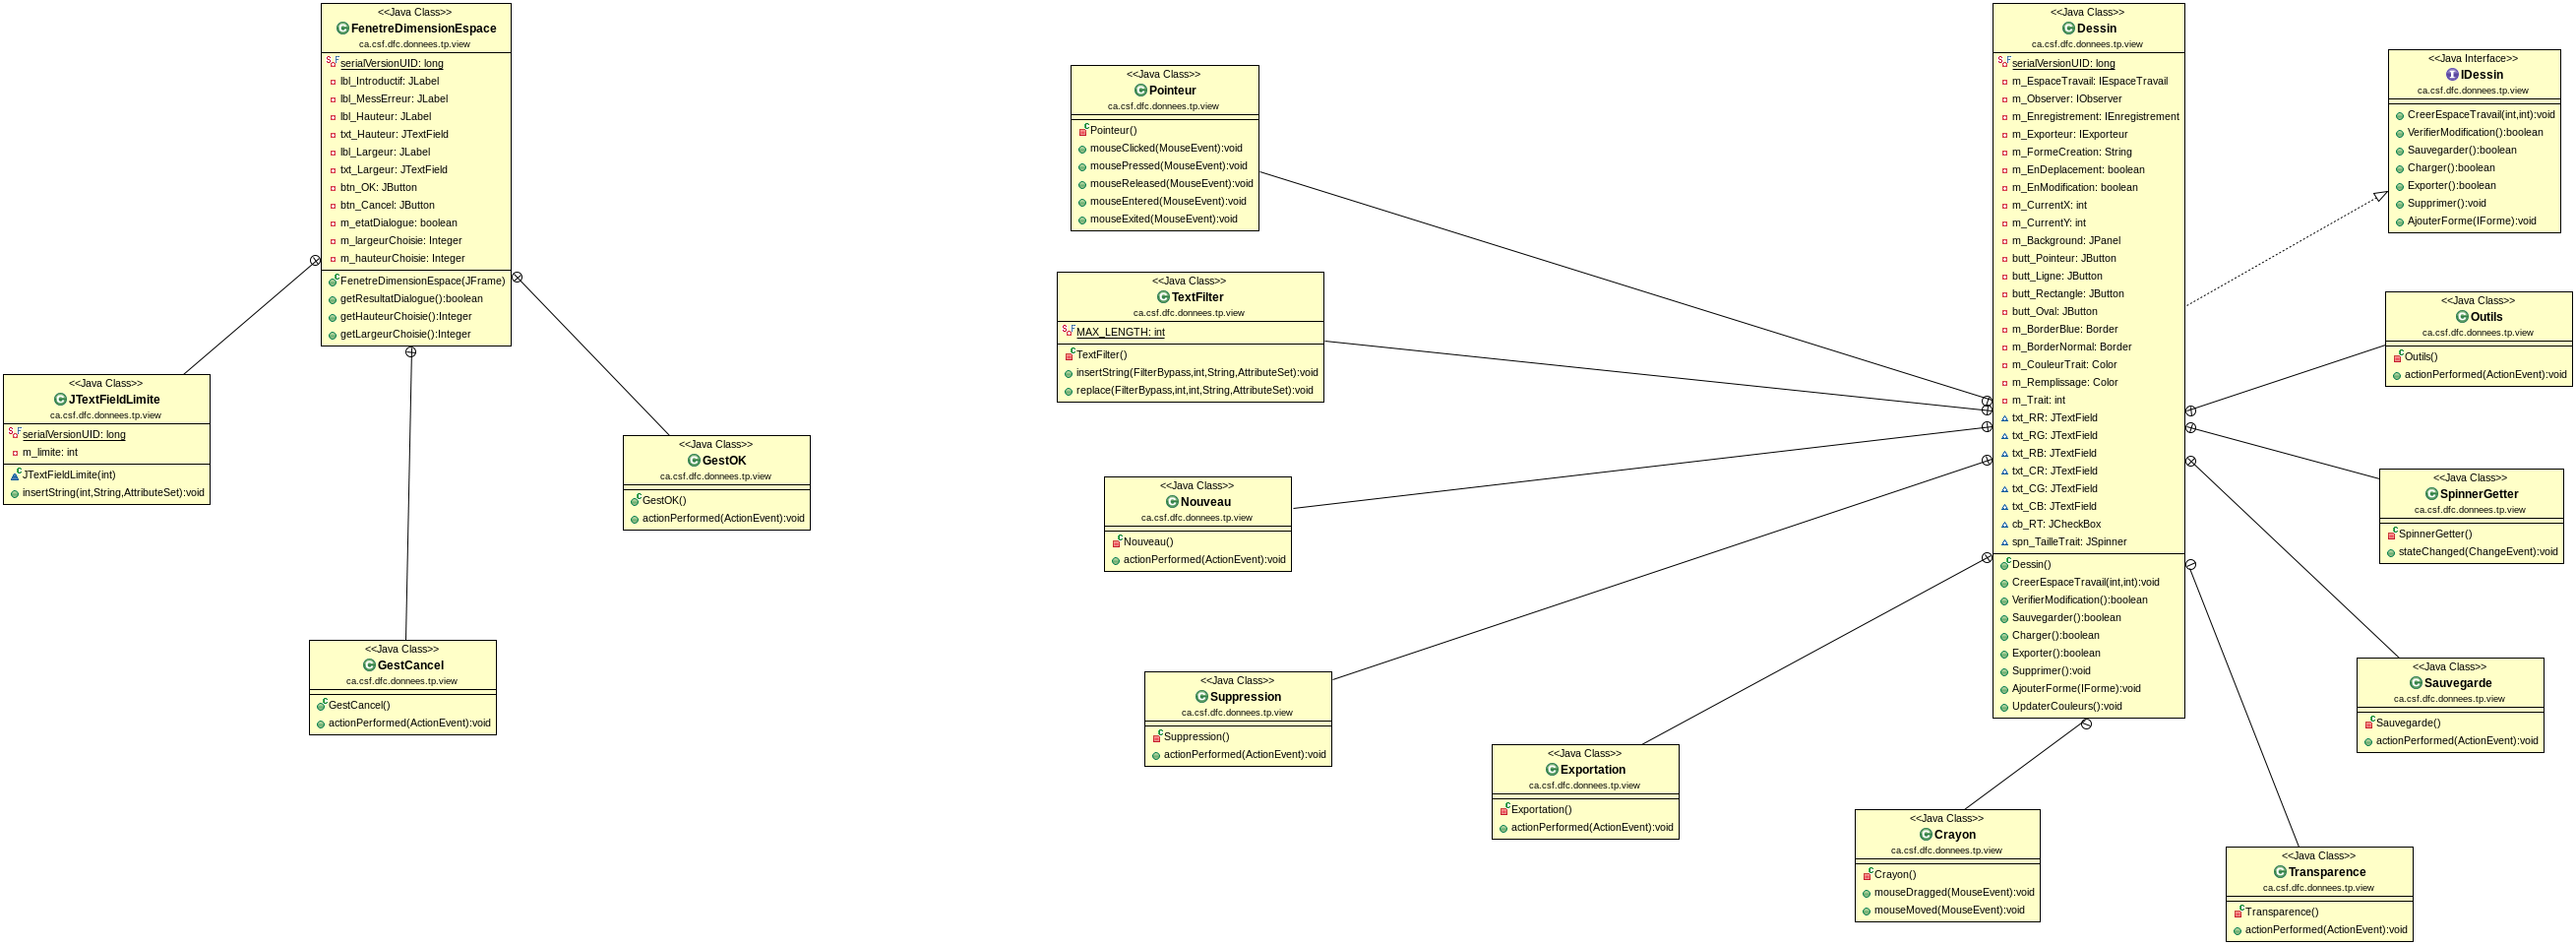 <<Java Class>>
FenetreDimensionEspace
ca.csf.dfc.donnees.tp.view
serialVersionUID: long
lbl_Introductif: JLabel
lbl_MessErreur: JLabel
lbl_Hauteur: JLabel
txt_Hauteur: JTextField
lbl_Largeur: JLabel
txt_Largeur: JTextField
btn_OK: JButton
btn_Cancel: JButton
m_etatDialogue: boolean
m_largeurChoisie: Integer
m_hauteurChoisie: Integer
FenetreDimensionEspace(JFrame)
getResultatDialogue():boolean
getHauteurChoisie():Integer
getLargeurChoisie():Integer
<<Java Class>>
JTextFieldLimite
ca.csf.dfc.donnees.tp.view
serialVersionUID: long
m_limite: int
JTextFieldLimite(int)
insertString(int,String,AttributeSet):void
<<Java Class>>
GestOK
ca.csf.dfc.donnees.tp.view
GestOK()
actionPerformed(ActionEvent):void
<<Java Class>>
GestCancel
ca.csf.dfc.donnees.tp.view
GestCancel()
actionPerformed(ActionEvent):void
<<Java Class>>
Pointeur
ca.csf.dfc.donnees.tp.view
Pointeur()
mouseClicked(MouseEvent):void
mousePressed(MouseEvent):void
mouseReleased(MouseEvent):void
mouseEntered(MouseEvent):void
mouseExited(MouseEvent):void
<<Java Class>>
TextFilter
ca.csf.dfc.donnees.tp.view
MAX_LENGTH: int
TextFilter()
insertString(FilterBypass,int,String,AttributeSet):void
replace(FilterBypass,int,int,String,AttributeSet):void
<<Java Class>>
Nouveau
ca.csf.dfc.donnees.tp.view
Nouveau()
actionPerformed(ActionEvent):void
<<Java Class>>
Suppression
ca.csf.dfc.donnees.tp.view
Suppression()
actionPerformed(ActionEvent):void
<<Java Class>>
Exportation
ca.csf.dfc.donnees.tp.view
Exportation()
actionPerformed(ActionEvent):void
<<Java Class>>
Crayon
ca.csf.dfc.donnees.tp.view
Crayon()
mouseDragged(MouseEvent):void
mouseMoved(MouseEvent):void
<<Java Class>>
Dessin
ca.csf.dfc.donnees.tp.view
serialVersionUID: long
m_EspaceTravail: IEspaceTravail
m_Observer: IObserver
m_Enregistrement: IEnregistrement
m_Exporteur: IExporteur
m_FormeCreation: String
m_EnDeplacement: boolean
m_EnModification: boolean
m_CurrentX: int
m_CurrentY: int
m_Background: JPanel
butt_Pointeur: JButton
butt_Ligne: JButton
butt_Rectangle: JButton
butt_Oval: JButton
m_BorderBlue: Border
m_BorderNormal: Border
m_CouleurTrait: Color
m_Remplissage: Color
m_Trait: int
txt_RR: JTextField
txt_RG: JTextField
txt_RB: JTextField
txt_CR: JTextField
txt_CG: JTextField
txt_CB: JTextField
cb_RT: JCheckBox
spn_TailleTrait: JSpinner
Dessin()
CreerEspaceTravail(int,int):void
VerifierModification():boolean
Sauvegarder():boolean
Charger():boolean
Exporter():boolean
Supprimer():void
AjouterForme(IForme):void
UpdaterCouleurs():void
<<Java Interface>>
IDessin
ca.csf.dfc.donnees.tp.view
CreerEspaceTravail(int,int):void
VerifierModification():boolean
Sauvegarder():boolean
Charger():boolean
Exporter():boolean
Supprimer():void
AjouterForme(IForme):void
<<Java Class>>
Outils
ca.csf.dfc.donnees.tp.view
Outils()
actionPerformed(ActionEvent):void
<<Java Class>>
SpinnerGetter
ca.csf.dfc.donnees.tp.view
SpinnerGetter()
stateChanged(ChangeEvent):void
<<Java Class>>
Sauvegarde
ca.csf.dfc.donnees.tp.view
Sauvegarde()
actionPerformed(ActionEvent):void
<<Java Class>>
Transparence
ca.csf.dfc.donnees.tp.view
Transparence()
actionPerformed(ActionEvent):void